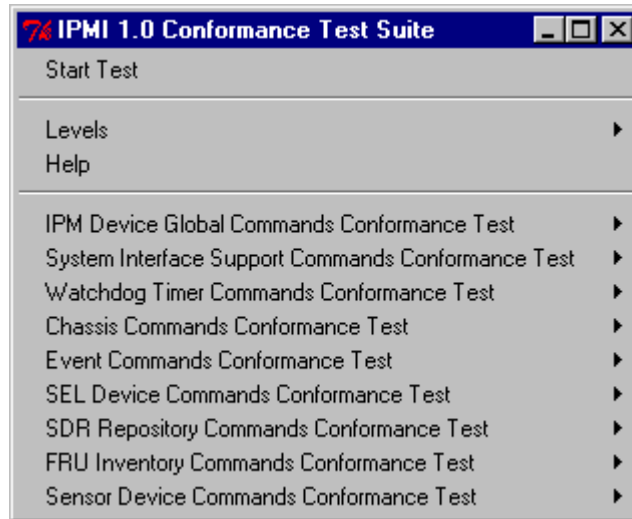 IPMI 1.0 Conformance Test Suite
Start Test
Levels
Help
IPM Device Global Commands Conformance Test
System Interface Support Commands Conformance Test
Watchdog Timer Commands Conformance Test
Chassis Commands Conformance Test
Event Commands Conformance Test
SEL Device Commands Conformance Test
SDR Repository Commands Conformance Test
FRU Inventory Commands Conformance Test
Sensor Device Commands Conformance Test